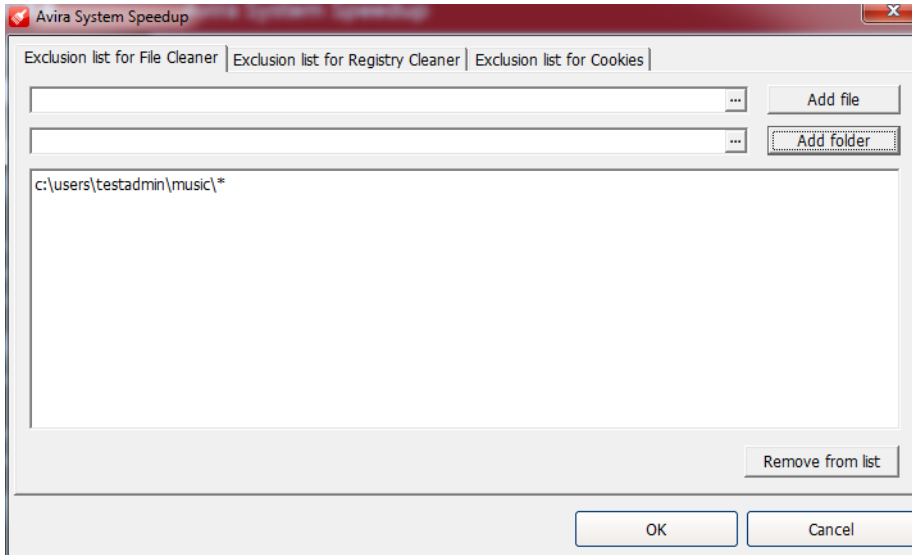 Avira System Speedup
Exclusion list for File Cleaner
Exclusion list for Registry Cleaner
Exclusion list for Cookies
...
Add file
...
Add folder
c:\users\testadmin\music\*
Remove from list
OK
Cancel